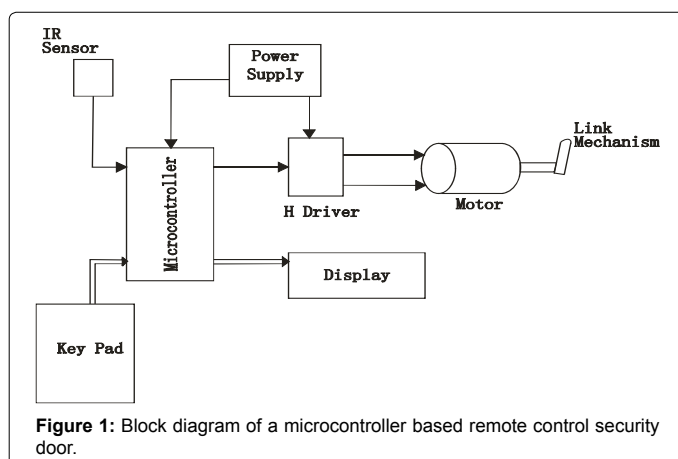 IR
Sensor
Power
Supply
Link
Mechanism
Microcontroller
H Driver
Motor
Display
Key Pad
Figure 1: Block diagram of a microcontroller based remote control security
door.